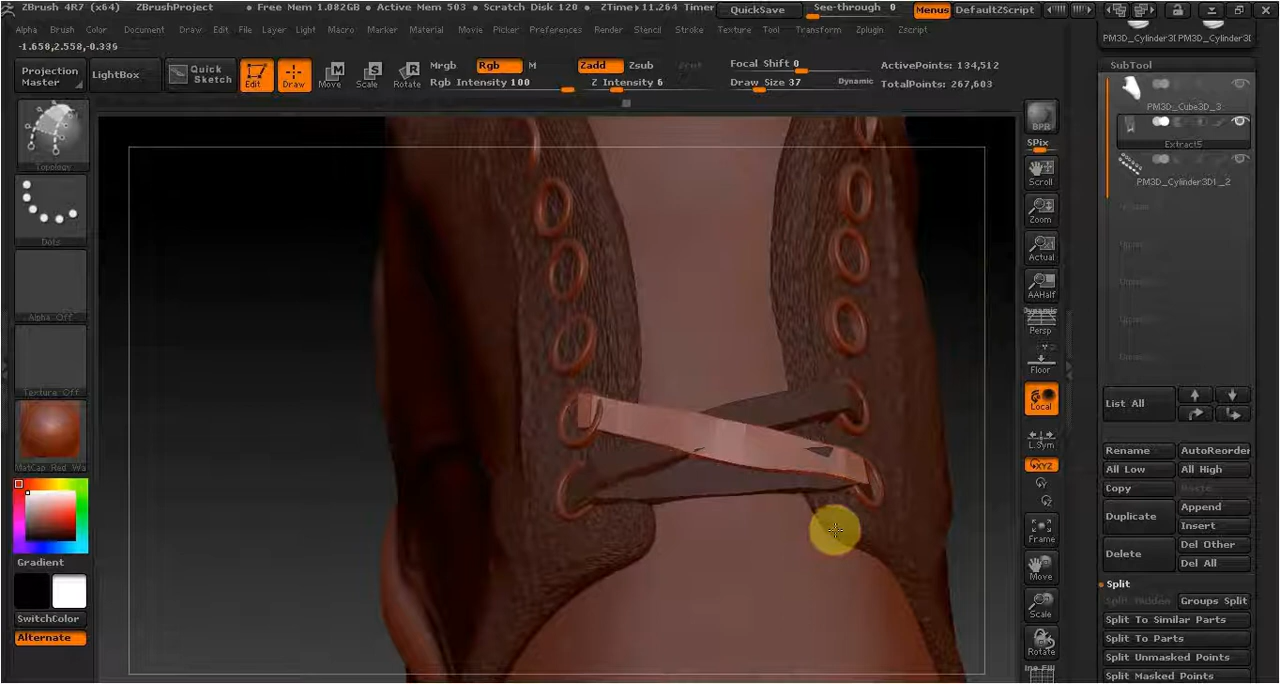 ZBrush 4R7 (x64) ZBrushProject • Free Mem 1.082GB • Active Mem 503 • Scratch Disk 120 • ZTime▸11.264 Timer QuickSave See-through 0 Menus DefaultZScript
Alpha Brush Color Document Draw Edit File Layer Light Macro Marker Material Movie Picker Preferences Render Stencil Stroke Texture Tool Transform Zplugin Zscript
-1.658,2.558,-0.339
Projection Master
LightBox
Quick Sketch
Edit
Draw
Move
Scale
Rotate
Mrgb Rgb M
Rgb Intensity 100
Zadd Zsub
Z Intensity 6
Focal Shift 0
Draw Size 37 Dynamic
ActivePoints: 134,512
TotalPoints: 267,603
Topology
Dots
Alpha Off
Texture Off
MatCap Red Wa
Gradient
SwitchColor
Alternate
BPR
SPix
Scroll
Zoom
Actual
AAHalf
Dynamic
Persp
Floor
Local
L.Sym
XYZ
Frame
Move
Scale
Rotate
PM3D_Cylinder3I PM3D_Cylinder3I
SubTool
PM3D_Cube3D_3
Extract5
PM3D_Cylinder3D1_2
List All
Rename AutoReorder
All Low All High
Copy
Duplicate
Append
Insert
Delete
Del Other
Del All
Split
Split Hidden Groups Split
Split To Similar Parts
Split To Parts
Split Unmasked Points
Split Masked Points